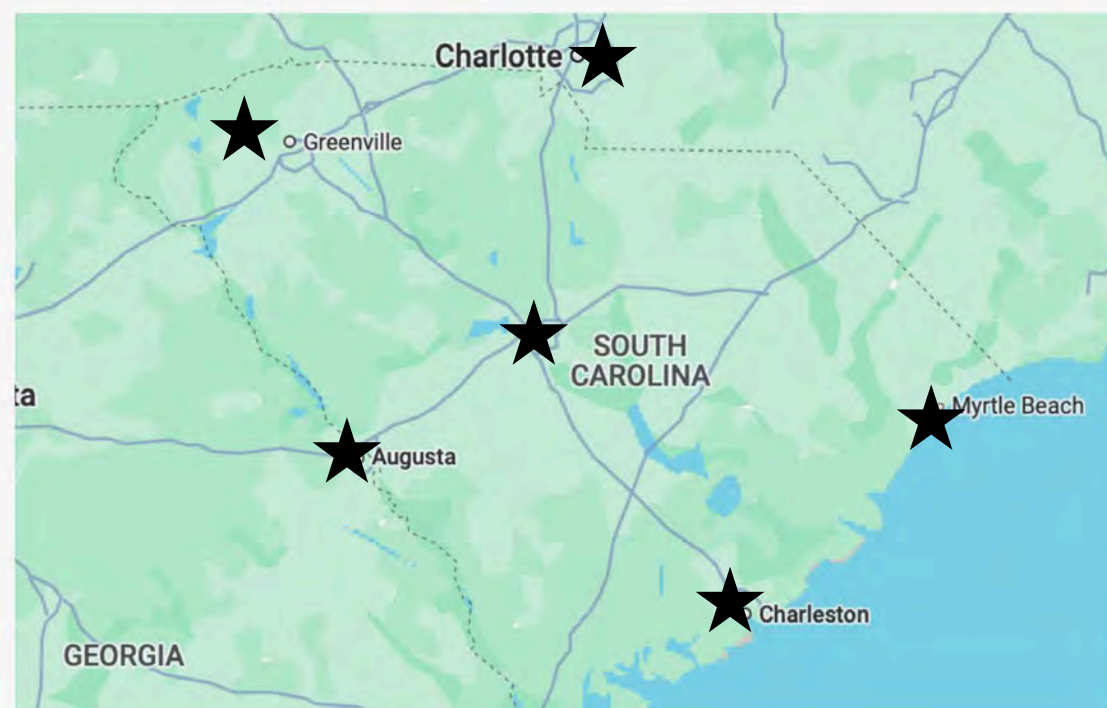 Charlotte
Greenville
SOUTH
CAROLINA
ta
Myrtle Beach
Augusta
Charleston
GEORGIA